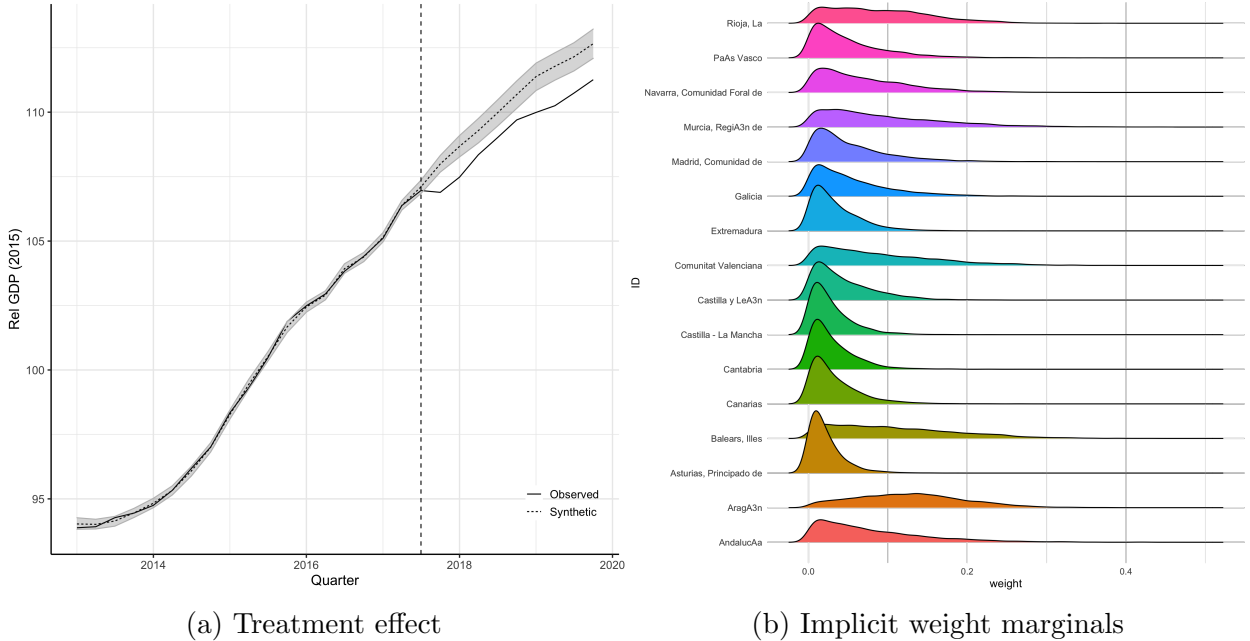 Rel GDP (2015)
110
105
100
95
Observed
Synthetic
2014
2016
2018
2020
Quarter
(a) Treatment effect
ID
Rioja, La
PaAs Vasco
Navarra, Comunidad Foral de
Murcia, RegiA3n de
Madrid, Comunidad de
Galicia
Extremadura
Comunitat Valenciana
Castilla y LeA3n
Castilla - La Mancha
Cantabria
Canarias
Balears, Illes
Asturias, Principado de
AragA3n
AndalucAa
0.0
0.2
0.4
weight
(b) Implicit weight marginals